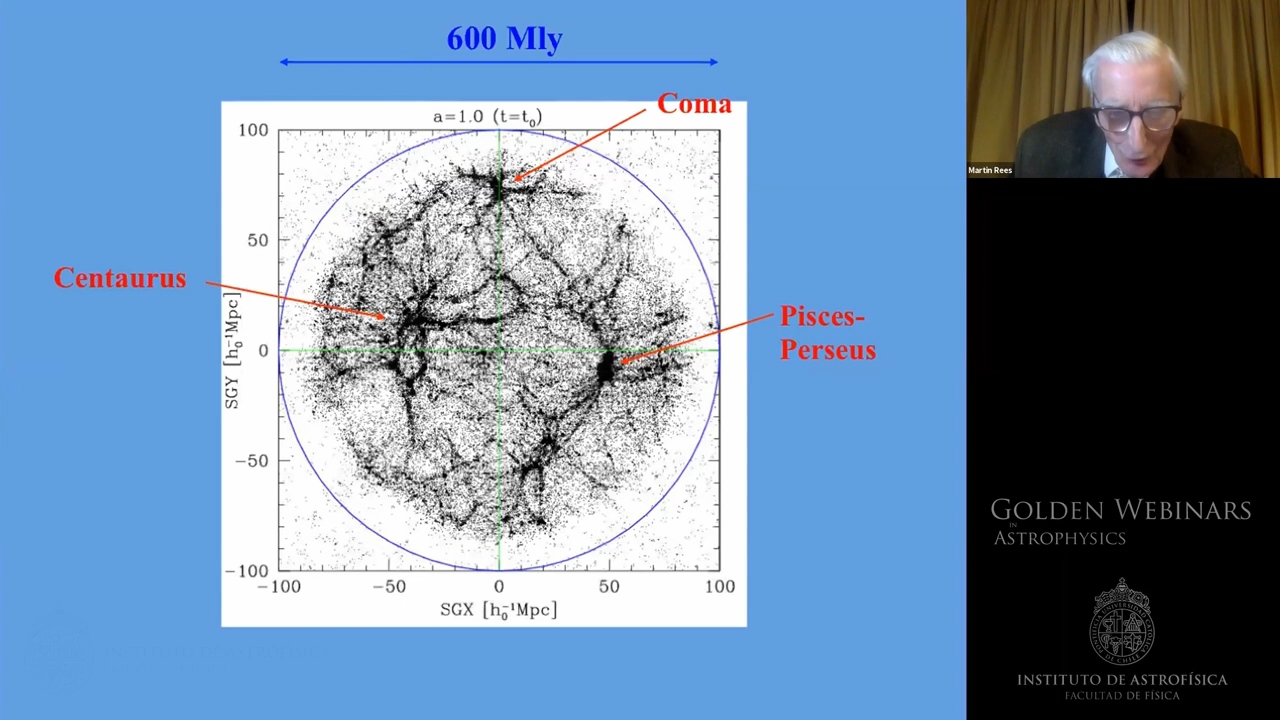 600 Mly
Coma
a=1.0 (t=t₀)
100
50
0
−50
−100
SGY [h₀⁻¹Mpc]
Centaurus
Pisces-
Perseus
−100 −50 0 50 100
SGX [h₀⁻¹Mpc]
Martin Rees
GOLDEN WEBINARS
IN
ASTROPHYSICS
INSTITUTO DE ASTROFÍSICA
FACULTAD DE FÍSICA